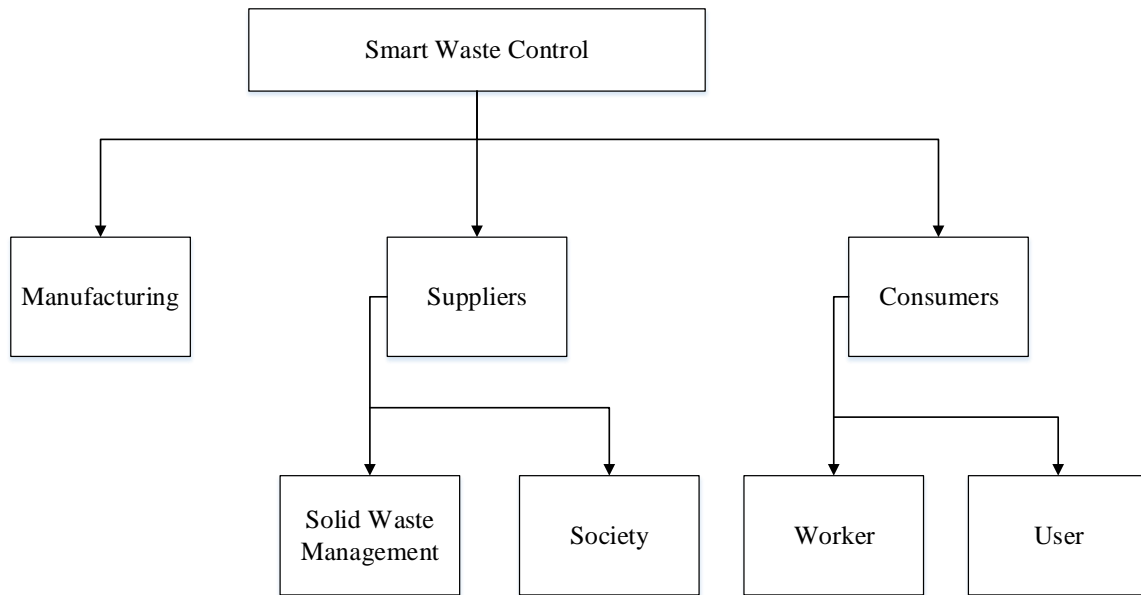 Smart Waste Control
Manufacturing
Suppliers
Consumers
Solid Waste
Management
Society
Worker
User